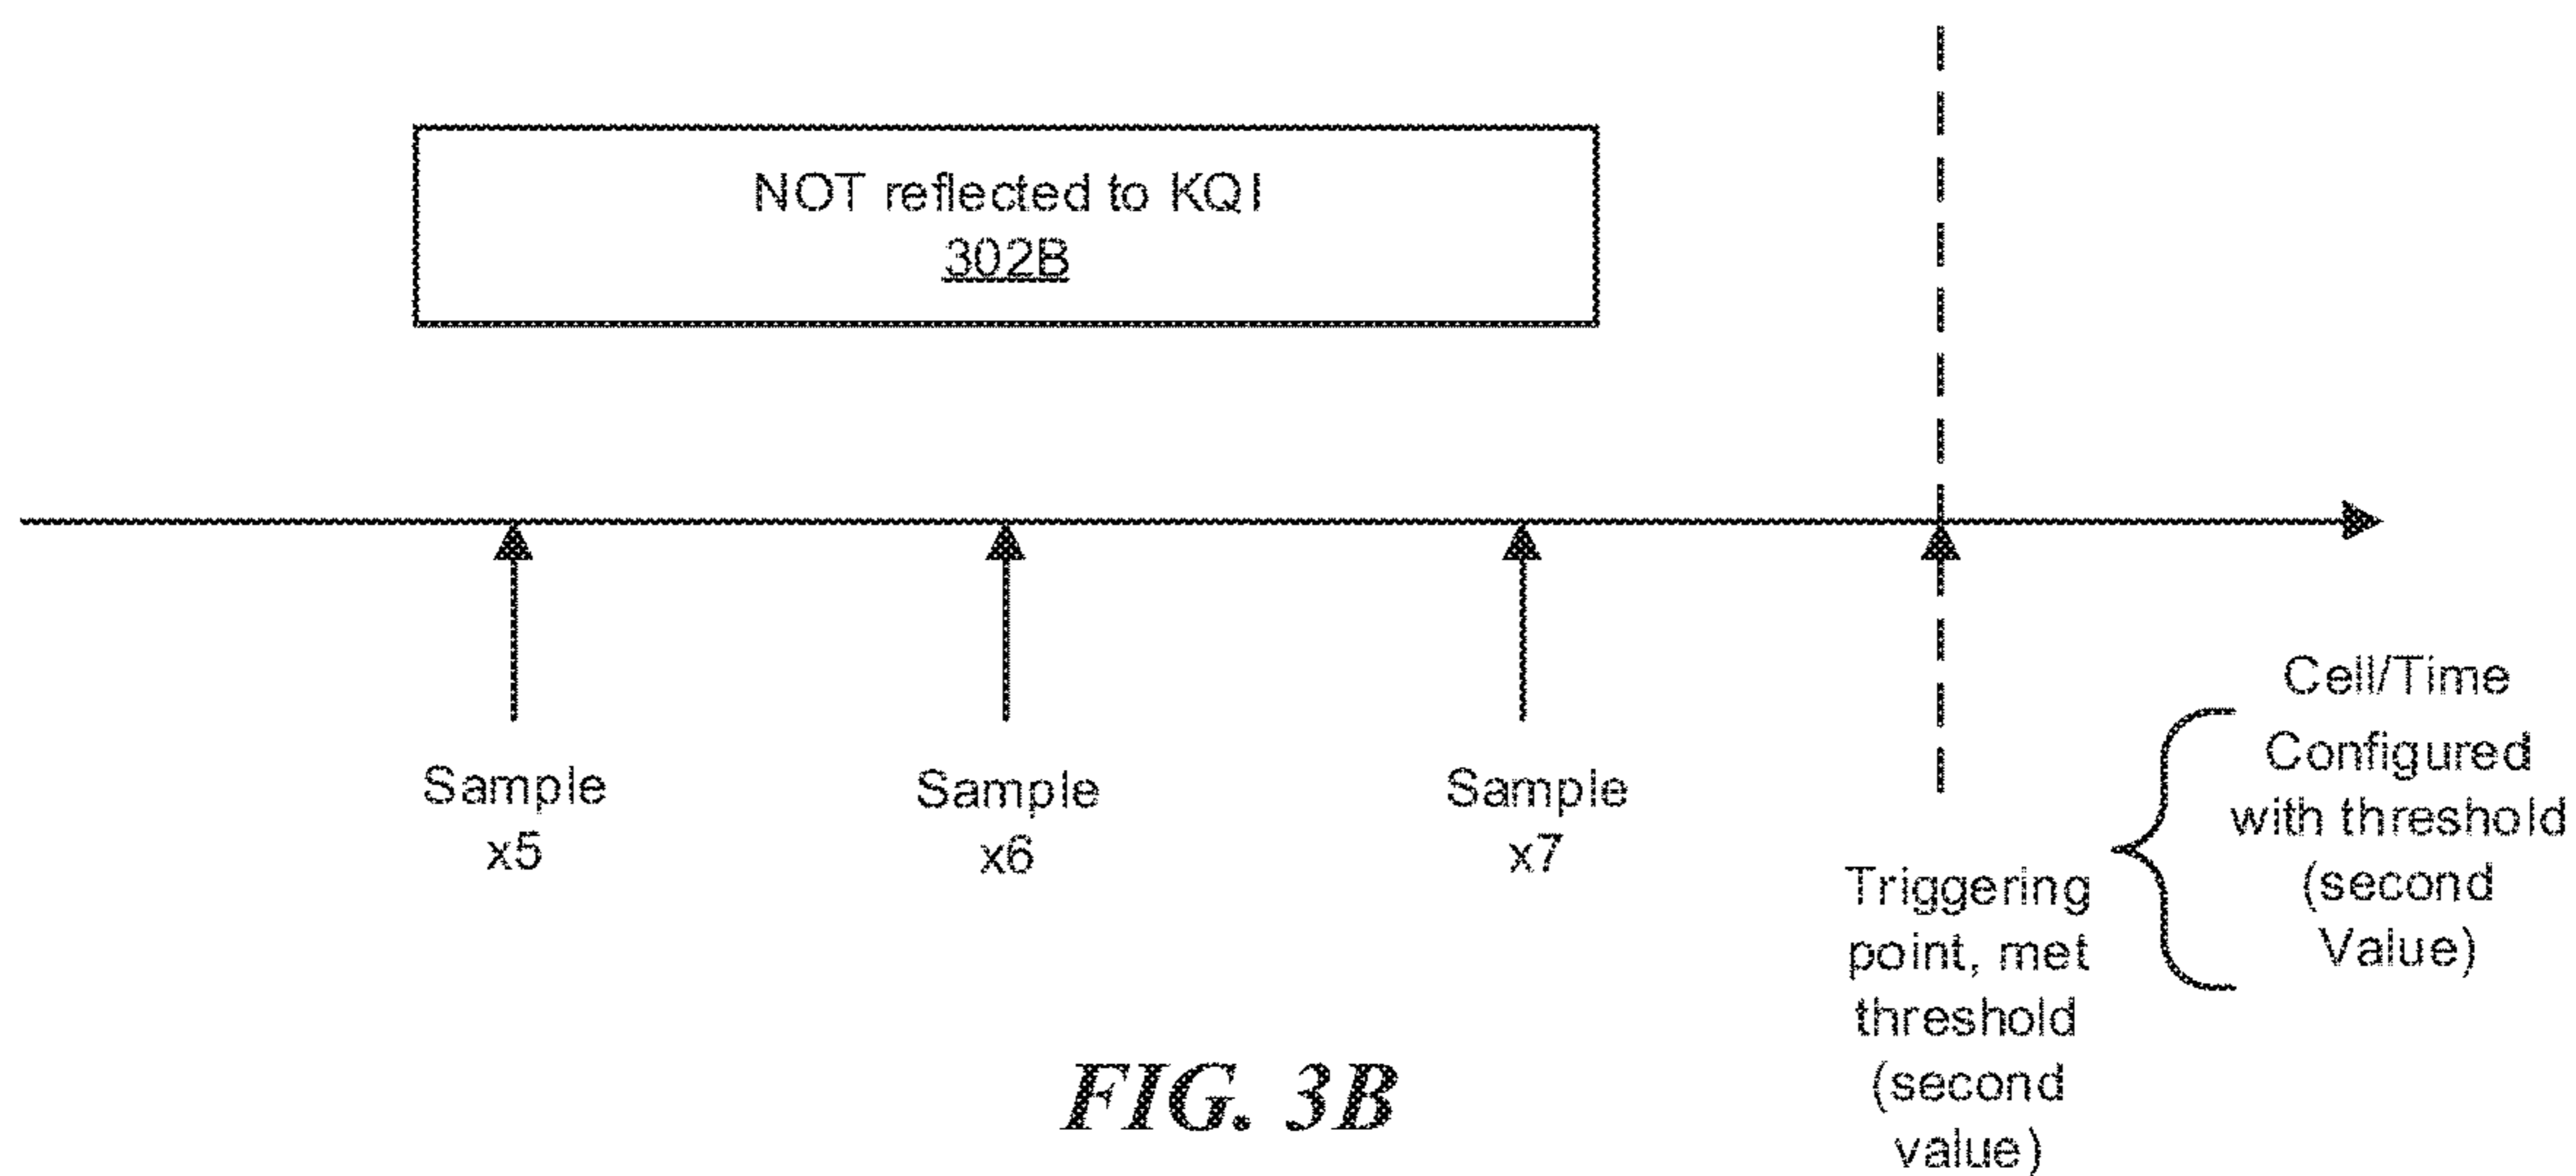 NOT reflected to KQI
302B
Sample
x5
Sample
x6
Sample
x7
Triggering
point, met
threshold
(second
value)
Cell/Time
Configured
with threshold
(second
Value)
FIG. 3B